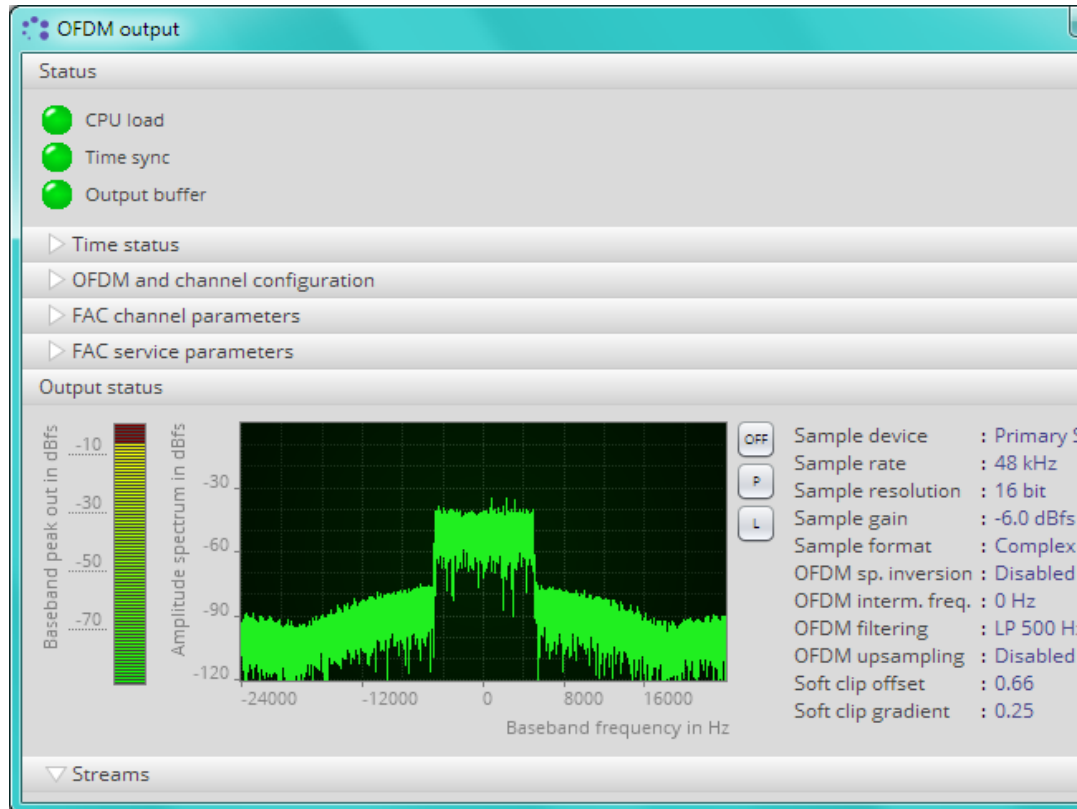 OFDM output
Status
CPU load
Time sync
Output buffer
Time status
OFDM and channel configuration
FAC channel parameters
FAC service parameters
Output status
Baseband peak out in dBfs
-10
-30
-50
-70
Amplitude spectrum in dBfs
-30
-60
-90
-120
-24000 -12000 0 8000 16000
Baseband frequency in Hz
OFF
P
L
Sample device : Primary S
Sample rate : 48 kHz
Sample resolution : 16 bit
Sample gain : -6.0 dBfs
Sample format : Complex
OFDM sp. inversion : Disabled
OFDM interm. freq. : 0 Hz
OFDM filtering : LP 500 Hz
OFDM upsampling : Disabled
Soft clip offset : 0.66
Soft clip gradient : 0.25
Streams